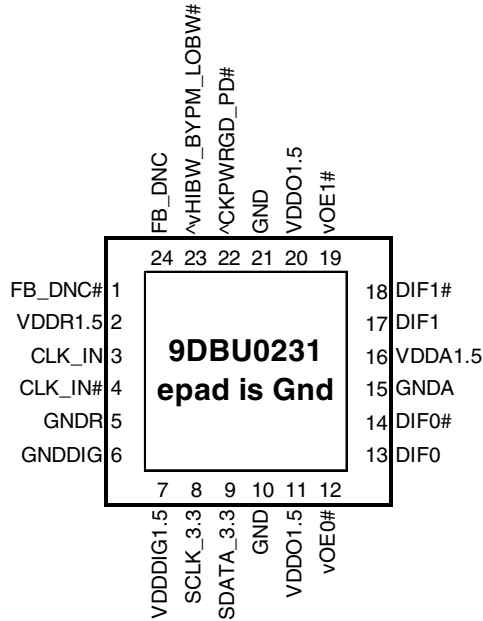 FB_DNC
^vHIBW_BYPM_LOBW#
^CKPWRGD_PD#
GND
VDDO1.5
vOE1#
24 23 22 21 20 19
FB_DNC# 1
VDDR1.5 2
CLK_IN 3
CLK_IN# 4
GNDR 5
GNDDIG 6
9DBU0231
epad is Gnd
18 DIF1#
17 DIF1
16 VDDA1.5
15 GNDA
14 DIF0#
13 DIF0
7 8 9 10 11 12
VDDDIG1.5
SCLK_3.3
SDATA_3.3
GND
VDDO1.5
vOE0#